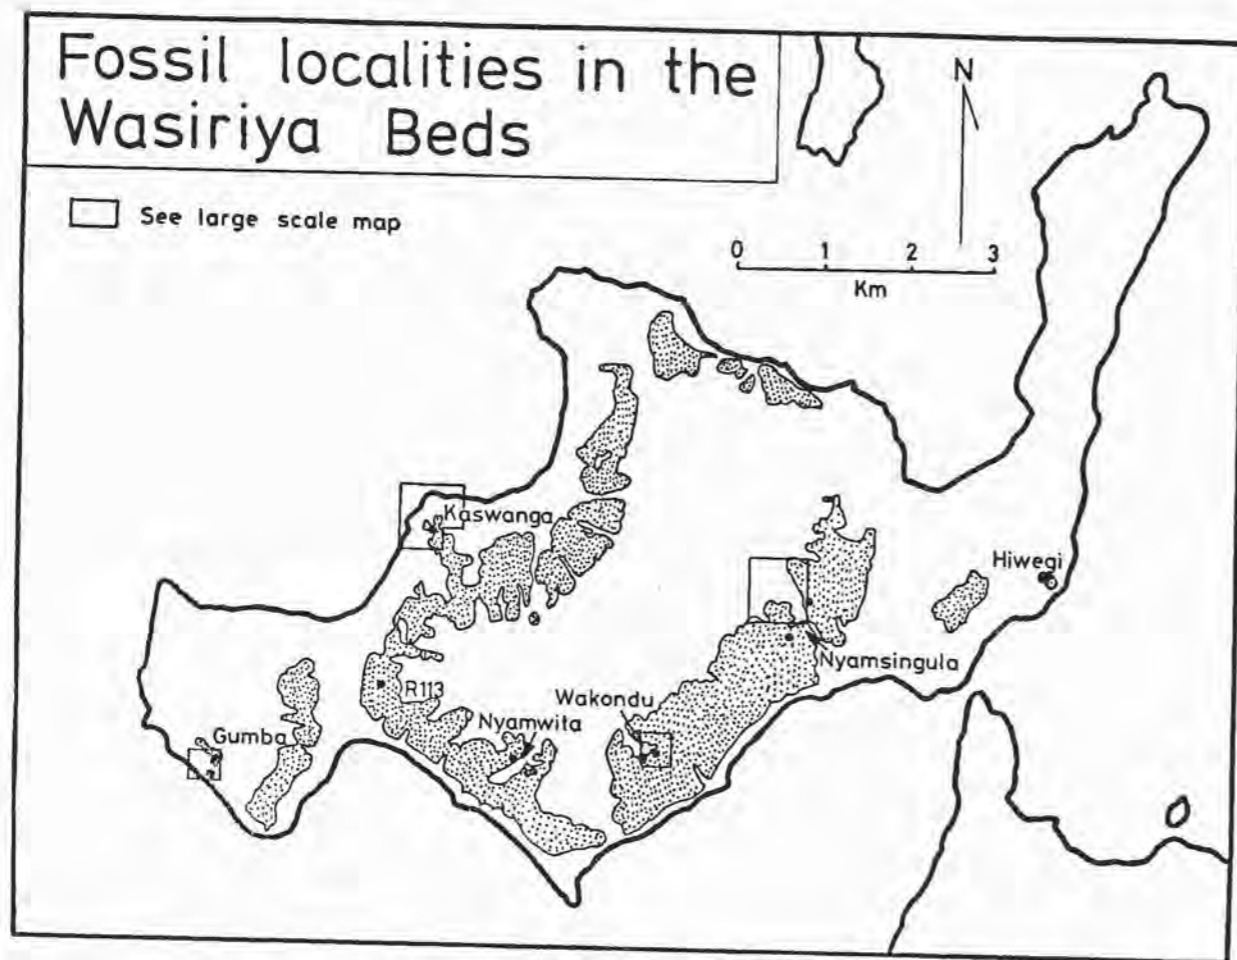 Fossil localities in the
Wasiriya Beds
N
See large scale map
0 1 2 3
Km
Kaswanga
Hiwegi
Nyamsingula
R113
Wakondu
Nyamwita
Gumba